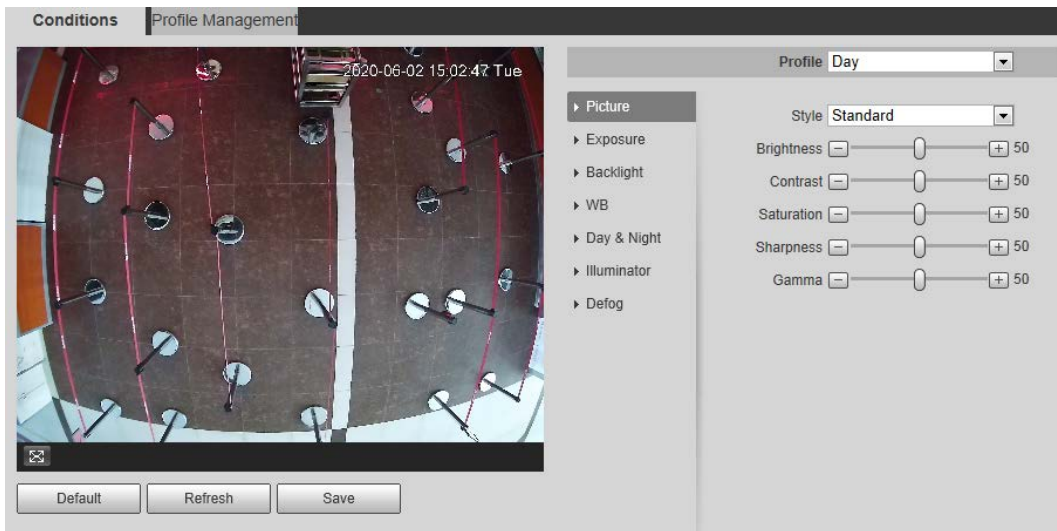 Conditions
Profile Management
2020-06-02 15:02:47 Tue
Profile Day
Picture
Exposure
Backlight
WB
Day & Night
Illuminator
Defog
Style Standard
Brightness 50
Contrast 50
Saturation 50
Sharpness 50
Gamma 50
Default
Refresh
Save